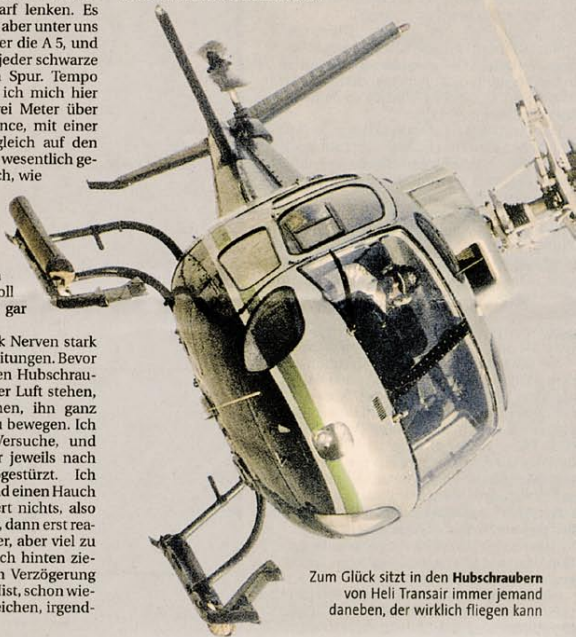 arf lenken. Es
aber unter uns
er die A 5, und
jeder schwarze
Spur. Tempo
ich mich hier
ei Meter über
nce, mit einer
gleich auf den
wesentlich ge-
ch, wie
oll
gar
k Nerven stark
itungen. Bevor
en Hubschrau-
er Luft stehen,
nen, ihn ganz
u bewegen. Ich
Versuche, und
r jeweils nach
gestürzt. Ich
d einen Hauch
ert nichts, also
, dann erst rea-
er, aber viel zu
ch hinten zie-
n Verzögerung
list, schon wie-
eichen, irgend-
Zum Glück sitzt in den Hubschraubern
von Heli Transair immer jemand
daneben, der wirklich fliegen kann